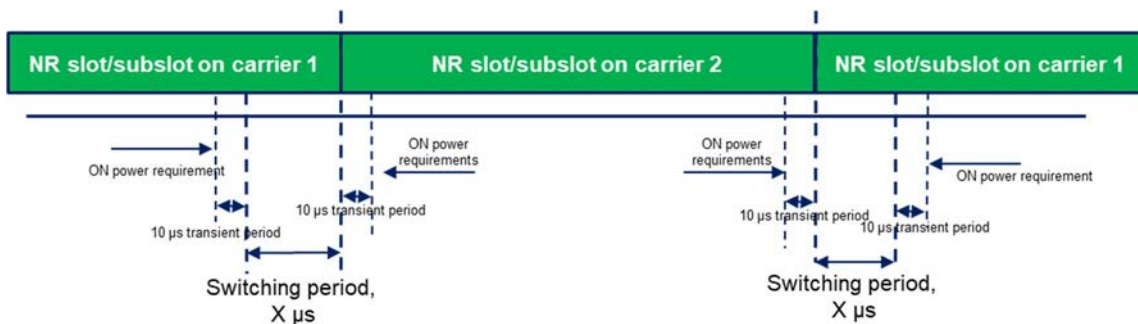 NR slot/subslot on carrier 1
NR slot/subslot on carrier 2
NR slot/subslot on carrier 1
ON power requirement
ON power
requirements
ON power
requirements
ON power requirement
10 µs transient period
10 µs transient period
10 µs transient period
10 µs transient period
Switching period,
X µs
Switching period,
X µs